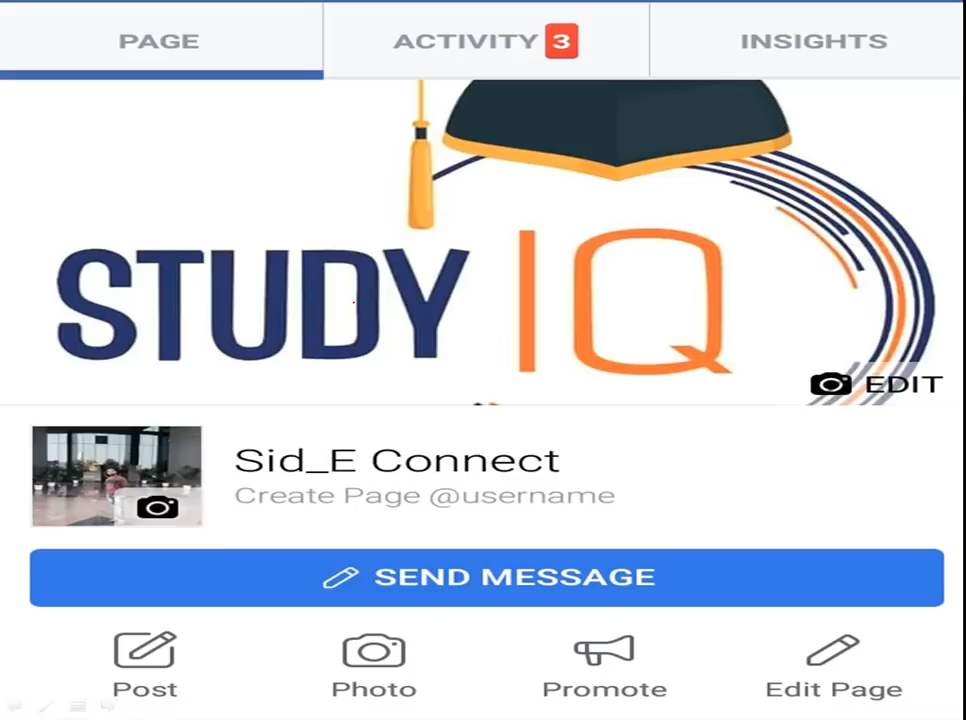 PAGE ACTIVITY 3 INSIGHTS
STUDY IQ
EDIT
Sid_E Connect
Create Page @username
SEND MESSAGE
Post Photo Promote Edit Page